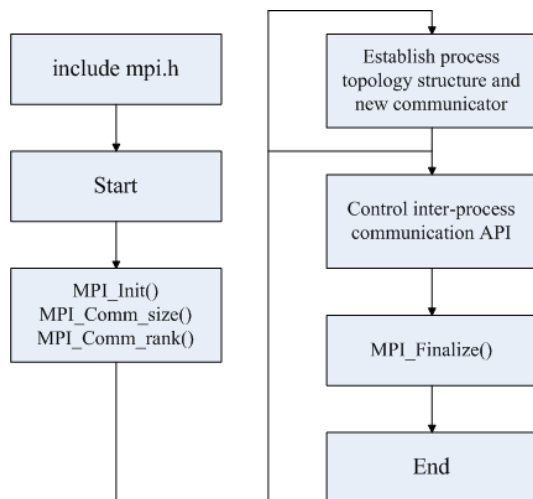 include mpi.h
Start
MPI_Init()
MPI_Comm_size()
MPI_Comm_rank()
Establish process
topology structure and
new communicator
Control inter-process
communication API
MPI_Finalize()
End